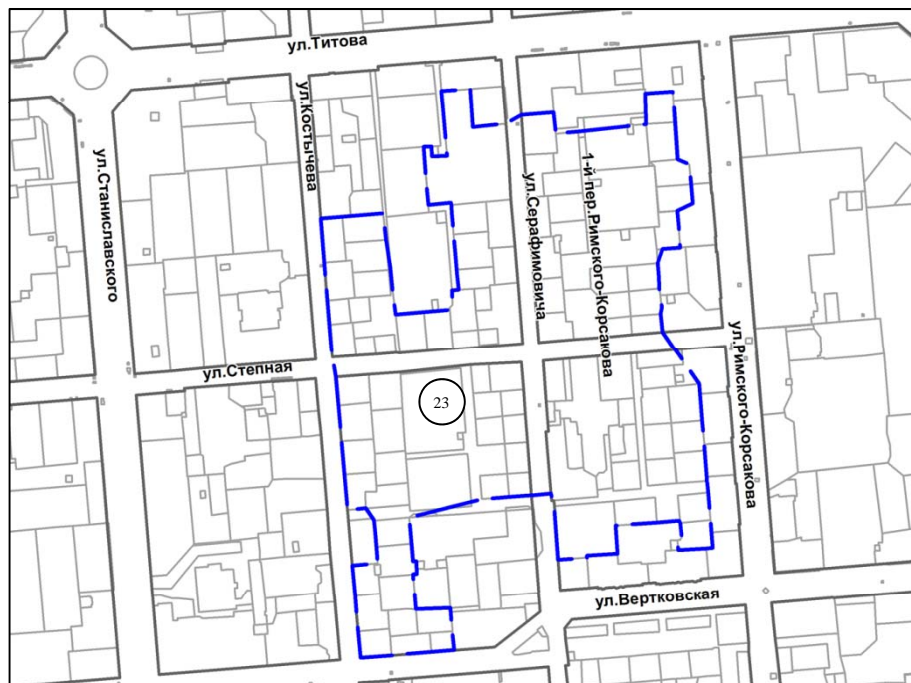 ул.Титова
ул.Костычева
ул.Станиславского
1-й пер.Римского-Корсакова
ул.Серафимовича
ул.Римского-Корсакова
ул.Степная
23
ул.Вертковская